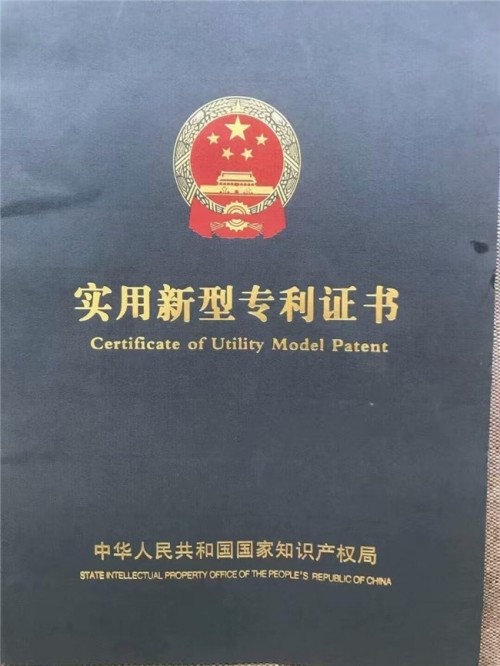 实用新型专利证书
Certificate of Utility Model Patent
中华人民共和国国家知识产权局
STATE INTELLECTUAL PROPERTY OFFICE OF THE PEOPLE'S REPUBLIC OF CHINA